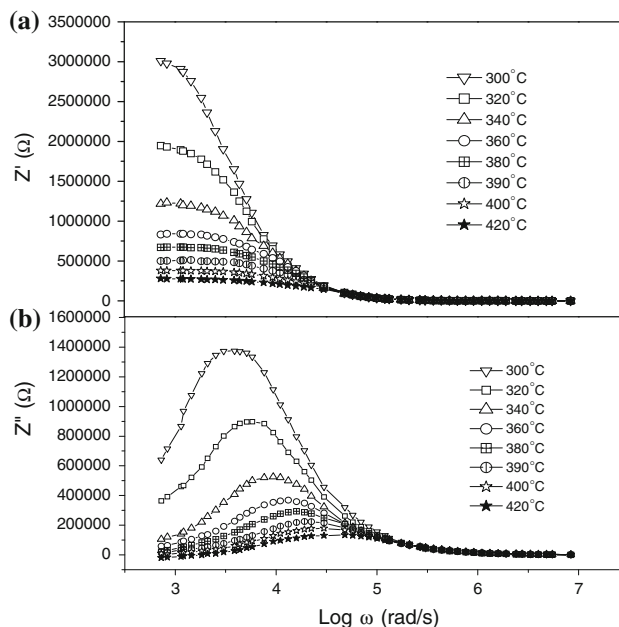 (a)
3500000
3000000
2500000
2000000
1500000
1000000
500000
0
Z' (Ω)
300°C
320°C
340°C
360°C
380°C
390°C
400°C
420°C
(b)
1600000
1400000
1200000
1000000
800000
600000
400000
200000
0
Z'' (Ω)
300°C
320°C
340°C
360°C
380°C
390°C
400°C
420°C
3 4 5 6 7
Log ω (rad/s)